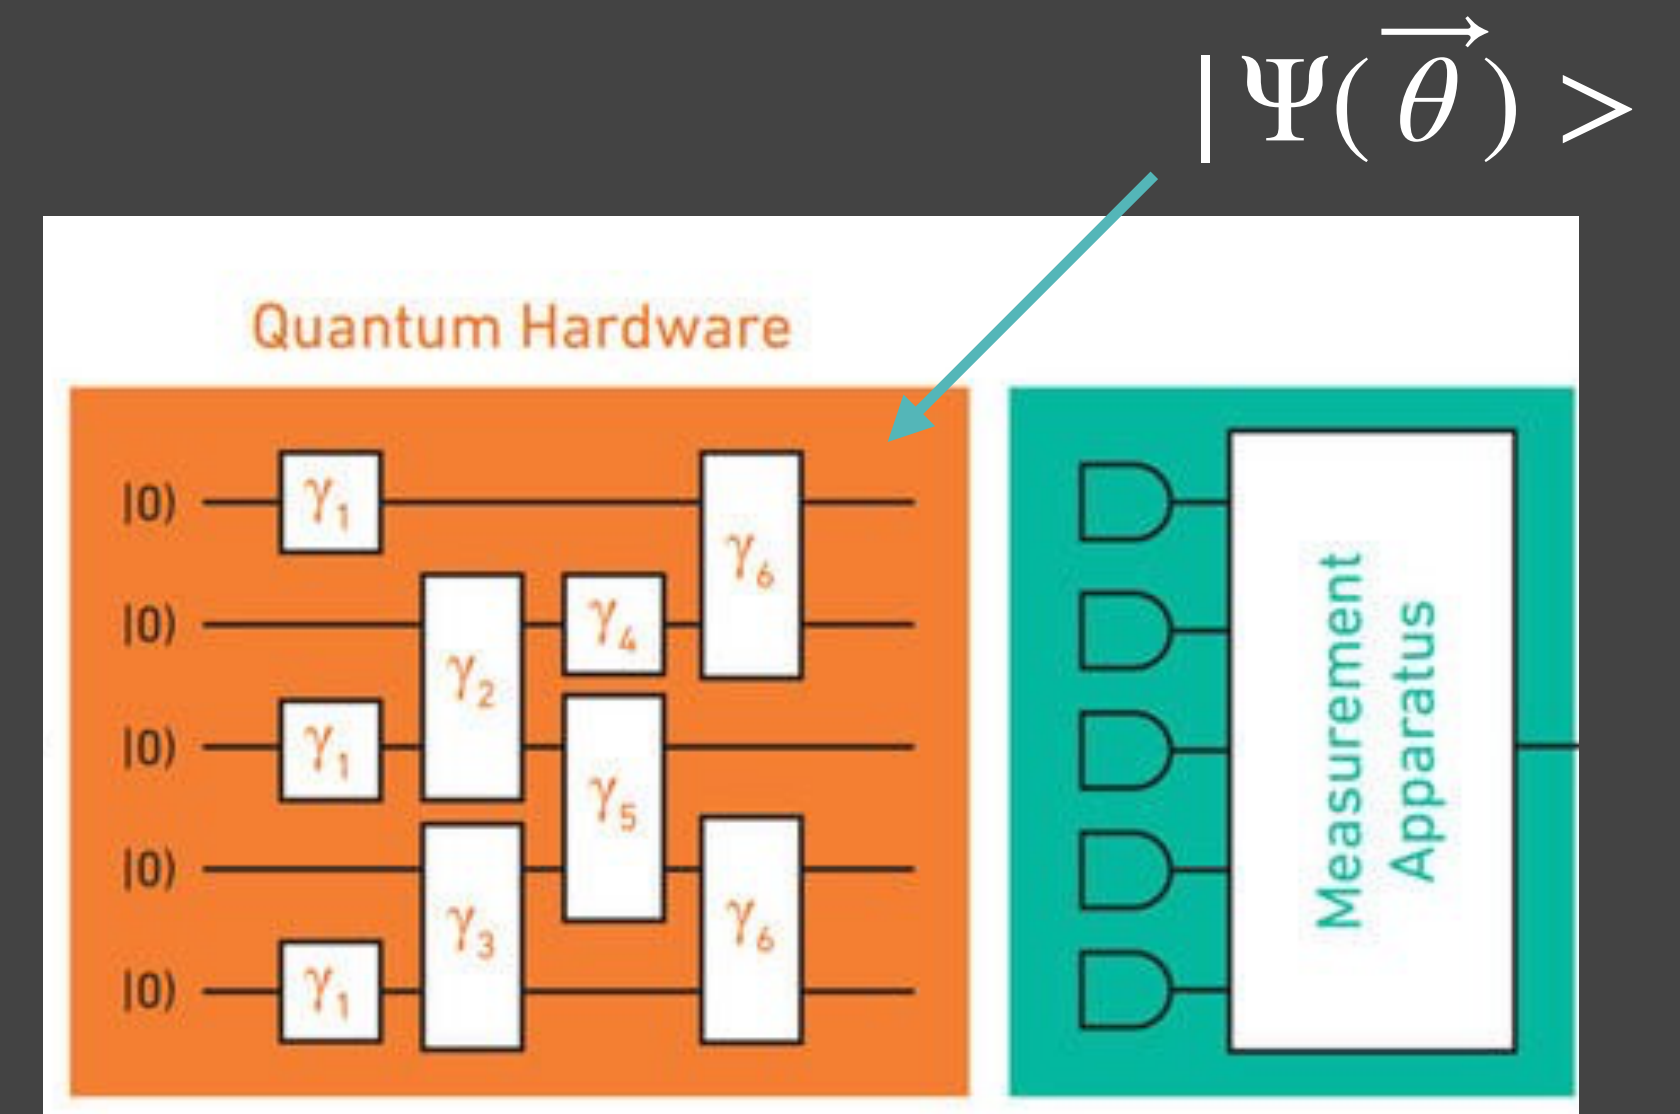 |Ψ(θ⃗)>
Quantum Hardware
|0⟩ γ₁ γ₆
|0⟩ γ₂ γ₄
|0⟩ γ₁ γ₅
|0⟩ γ₃ γ₆
|0⟩ γ₁
Measurement
Apparatus